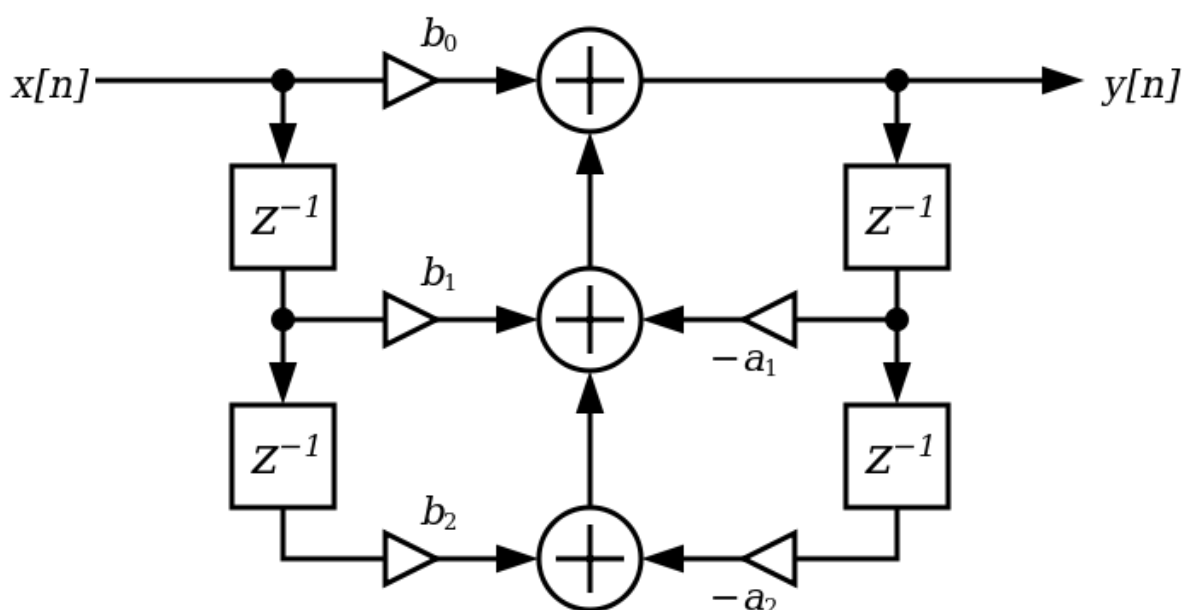 b₀
x[n] y[n]
z⁻¹ z⁻¹
b₁
−a₁
z⁻¹ z⁻¹
b₂
−a₂